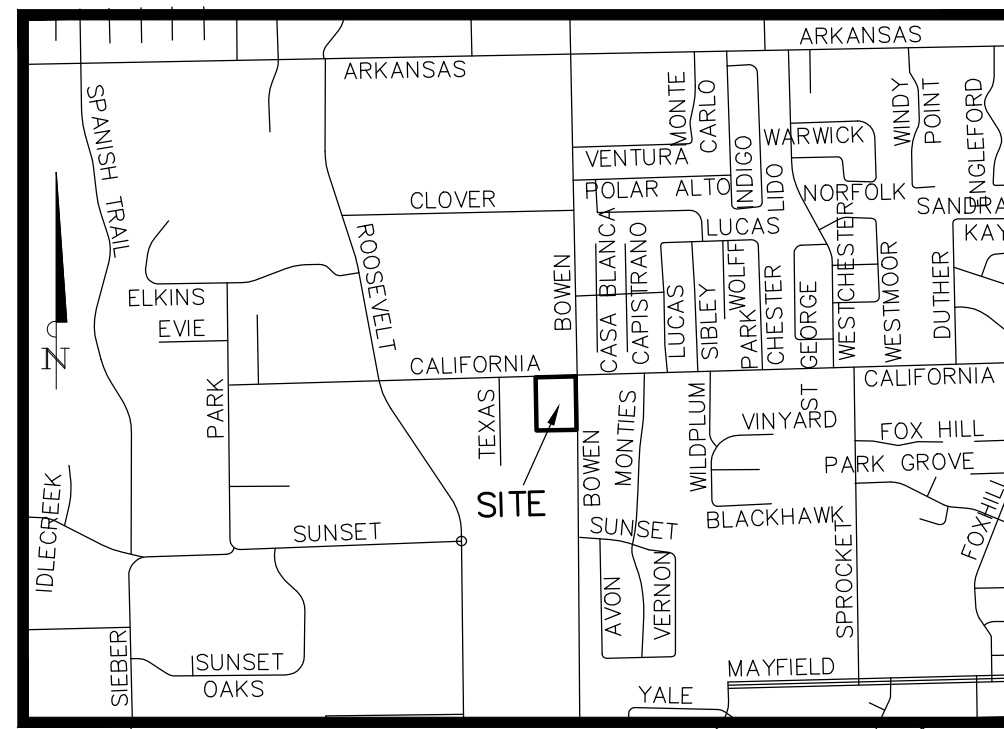 ARKANSAS
ARKANSAS
SPANISH TRAIL
MONTE
CARLO
WINDY
POINT
ENGLEFORD
WARWICK
INDIGO
VENTURA
LIDO
POLAR ALTO
NORFOLK
CLOVER
SANDRA
KAY
LUCAS
ROOSEVELT
BOWEN
CASA BLANCA
CAPISTRANO
LUCAS
SIBLEY
WOLFF
PARK
CHESTER
ST GEORGE
WESTCHESTER
WESTMOOR
DUTHER
ELKINS
EVIE
N
CALIFORNIA
CALIFORNIA
PARK
TEXAS
BOWEN
MONTIES
WILDPLUM
VINYARD
FOX HILL
PARK GROVE
SITE
IDLECREEK
SUNSET
SUNSET
BLACKHAWK
FOXHILL
SPROCKET
AVON
VERNON
SIEBER
SUNSET
OAKS
MAYFIELD
YALE